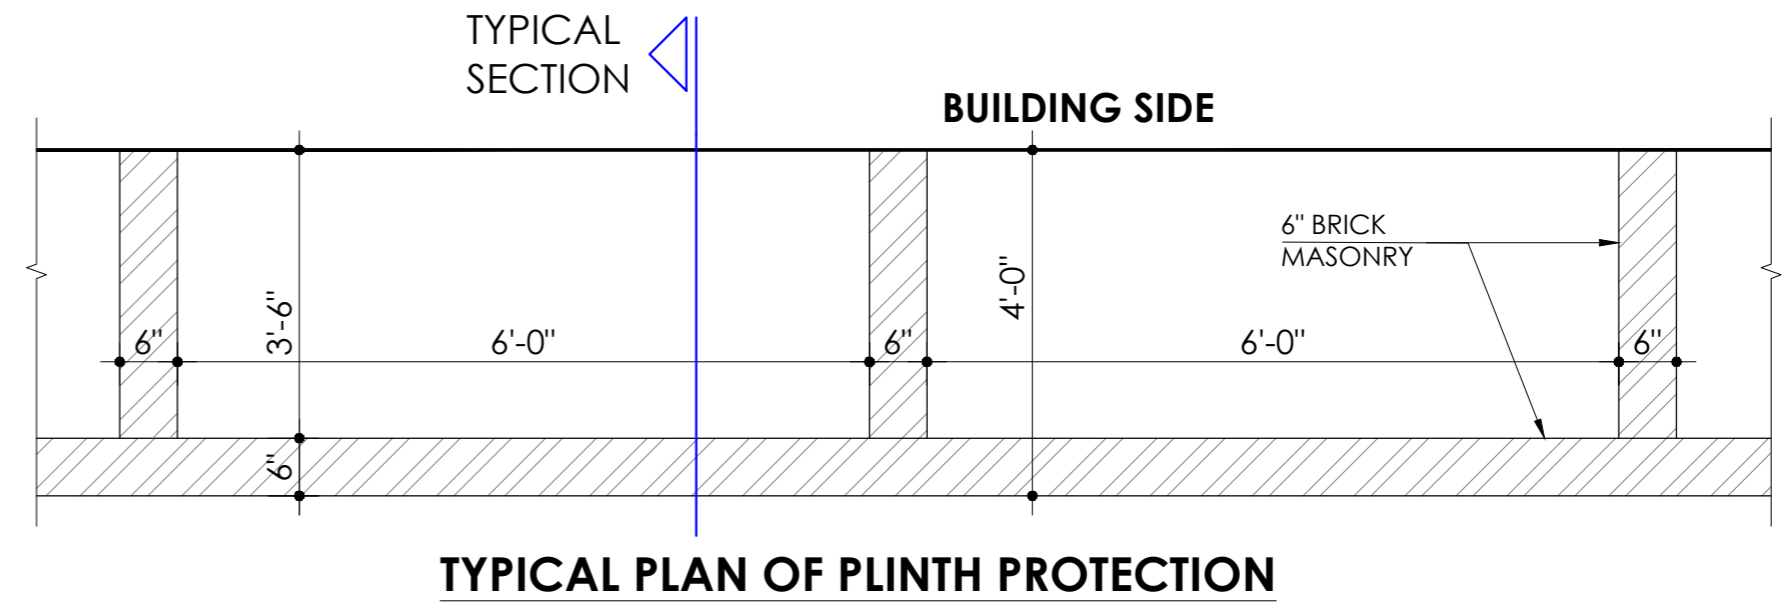 TYPICAL
SECTION
BUILDING SIDE
6" BRICK
MASONRY
4'-0"
3'-6"
6"
6'-0"
6"
6'-0"
6"
6"
TYPICAL PLAN OF PLINTH PROTECTION